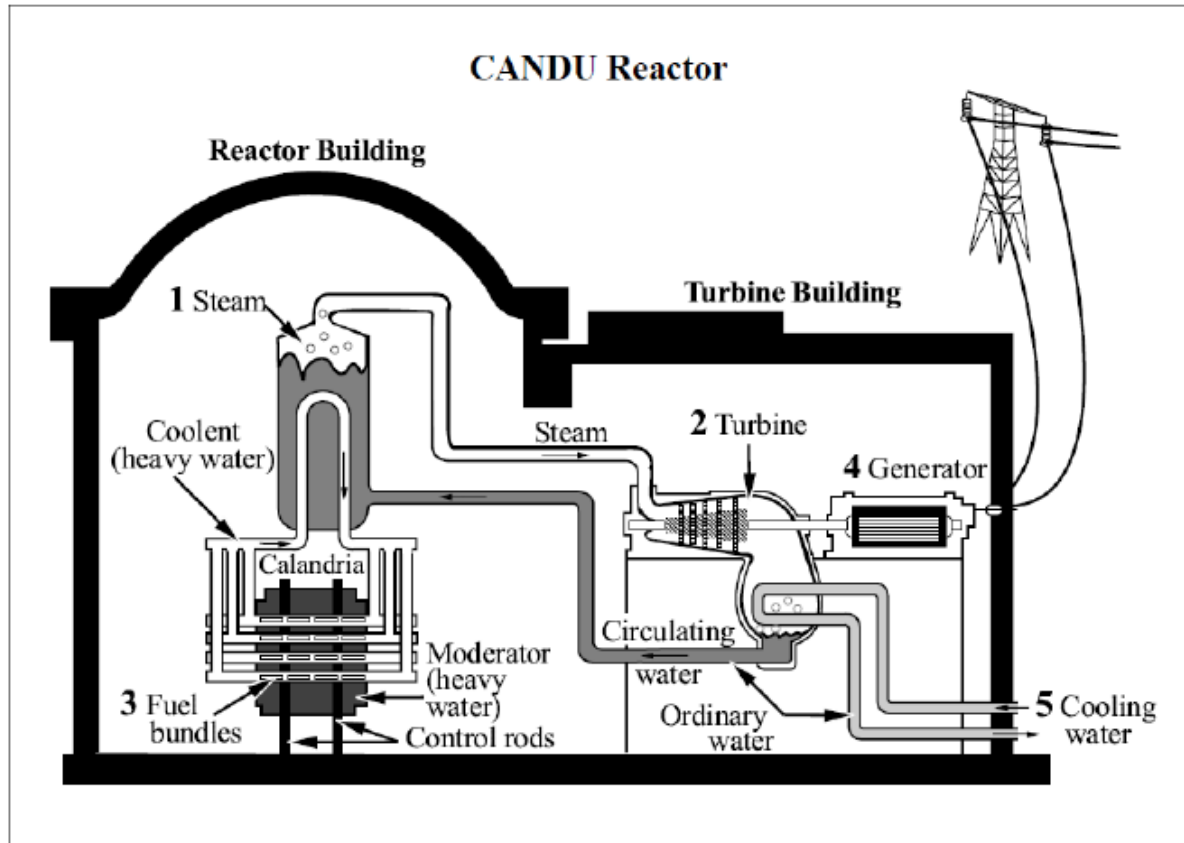 CANDU Reactor
Reactor Building
1 Steam
Turbine Building
Coolent
(heavy water)
Steam
2 Turbine
4 Generator
Calandria
Moderator
(heavy
water)
3 Fuel
bundles
Control rods
Circulating
water
Ordinary
water
5 Cooling
water